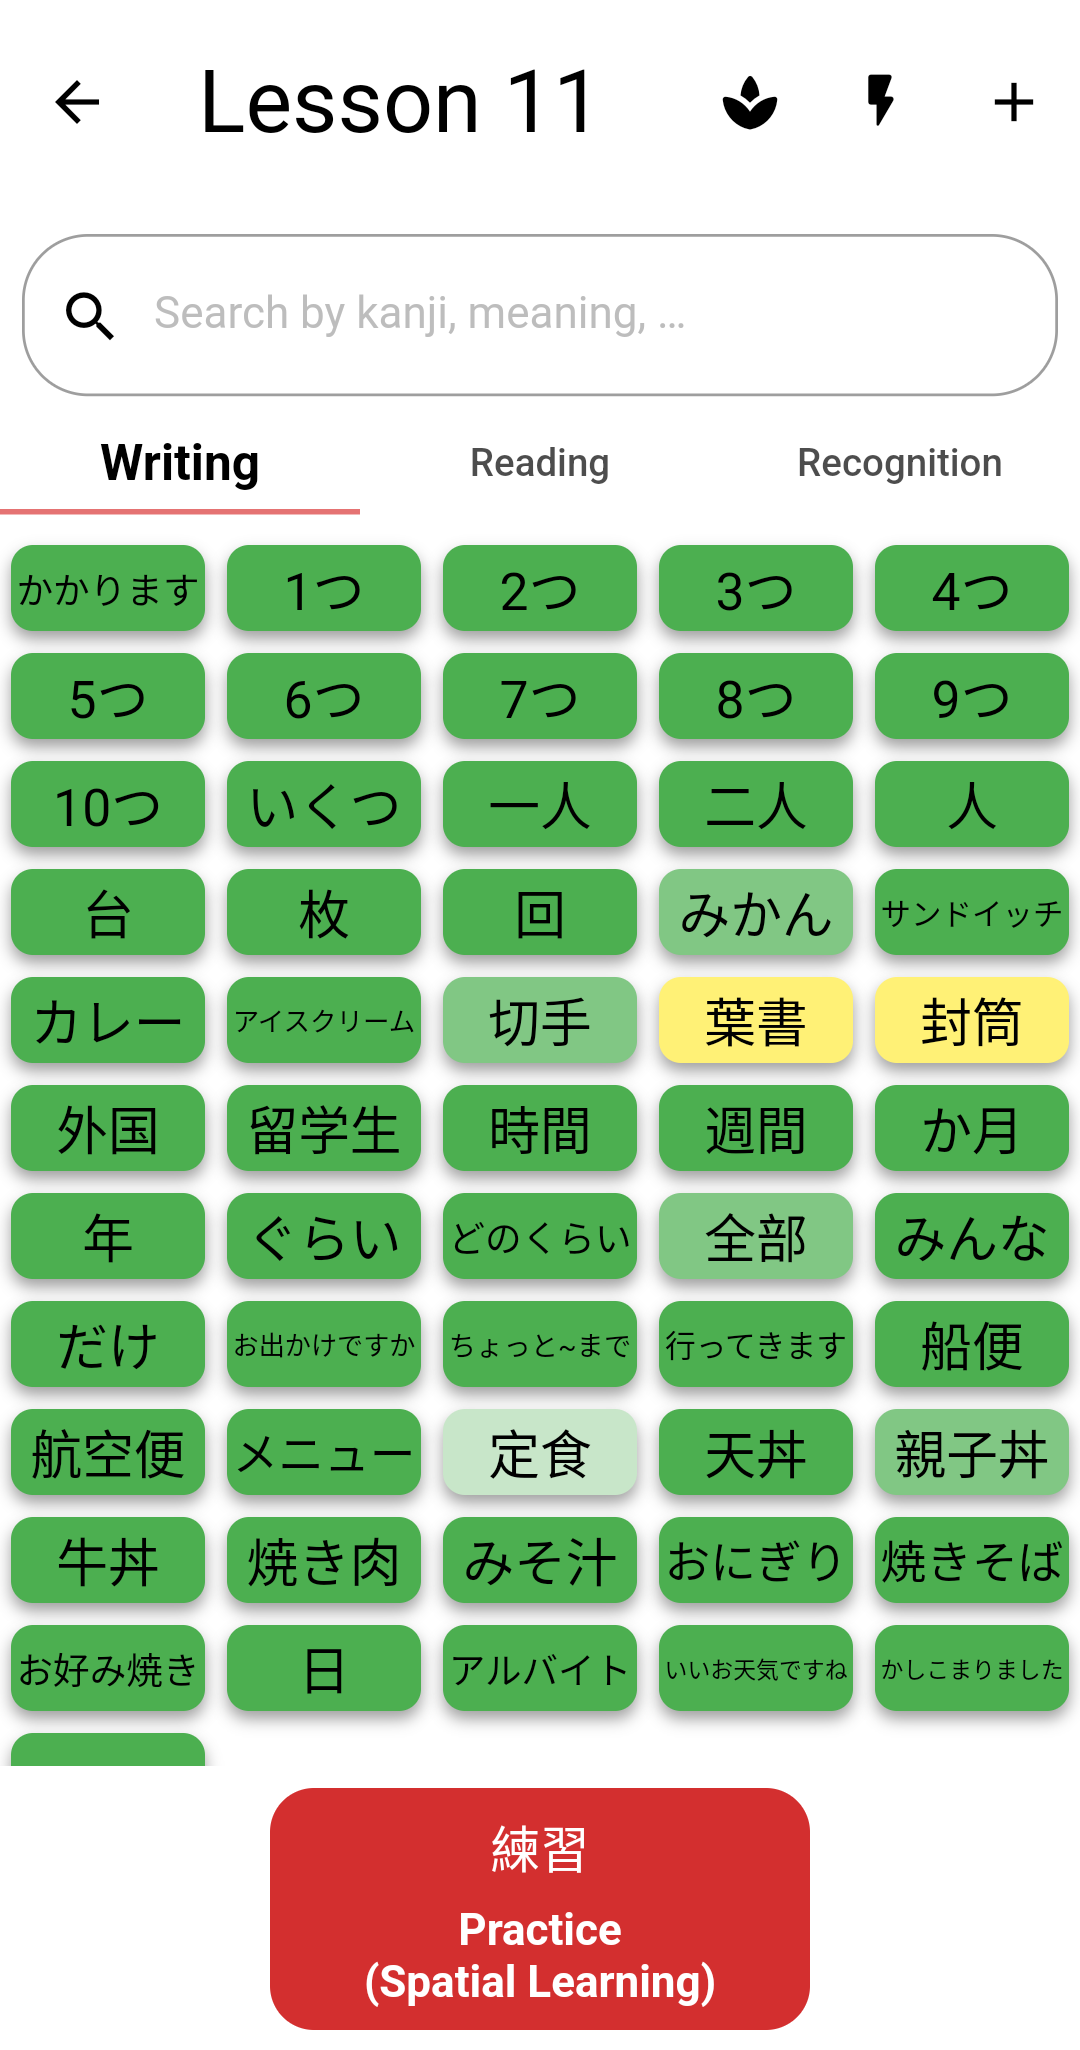 Lesson 11
Search by kanji, meaning, ...
Writing Reading Recognition
かかります 1つ 2つ 3つ 4つ
5つ 6つ 7つ 8つ 9つ
10つ いくつ 一人 二人 人
台 枚 回 みかん サンドイッチ
カレー アイスクリーム 切手 葉書 封筒
外国 留学生 時間 週間 か月
年 ぐらい どのくらい 全部 みんな
だけ お出かけですか ちょっと~まで 行ってきます 船便
航空便 メニュー 定食 天丼 親子丼
牛丼 焼き肉 みそ汁 おにぎり 焼きそば
お好み焼き 日 アルバイト いいお天気ですね かしこまりました
練習
Practice
(Spatial Learning)